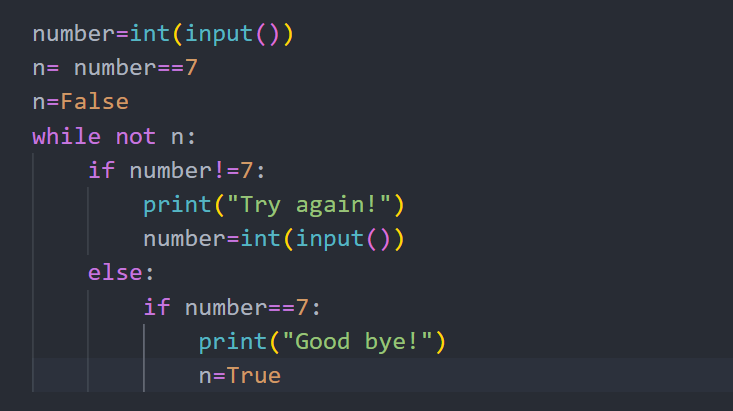 number=int(input())
n= number==7
n=False
while not n:
    if number!=7:
        print("Try again!")
        number=int(input())
    else:
        if number==7:
            print("Good bye!")
            n=True